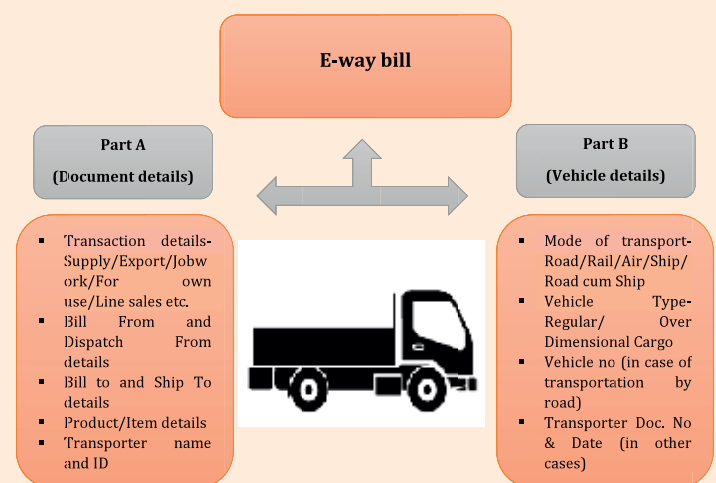 E-way bill
Part A
(Document details)
▪ Transaction details-
Supply/Export/Jobw
ork/For own
use/Line sales etc.
▪ Bill From and
Dispatch From
details
▪ Bill to and Ship To
details
▪ Product/Item details
▪ Transporter name
and ID
Part B
(Vehicle details)
▪ Mode of transport-
Road/Rail/Air/Ship/
Road cum Ship
▪ Vehicle Type-
Regular/ Over
Dimensional Cargo
▪ Vehicle no (in case of
transportation by
road)
▪ Transporter Doc. No
& Date (in other
cases)